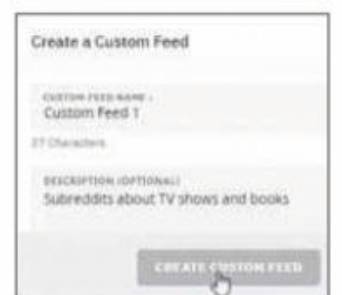 Create a Custom Feed
CUSTOM FEED NAME
Custom Feed 1
37 Characters
DESCRIPTION (OPTIONAL)
Subreddits about TV shows and books
CREATE CUSTOM FEED